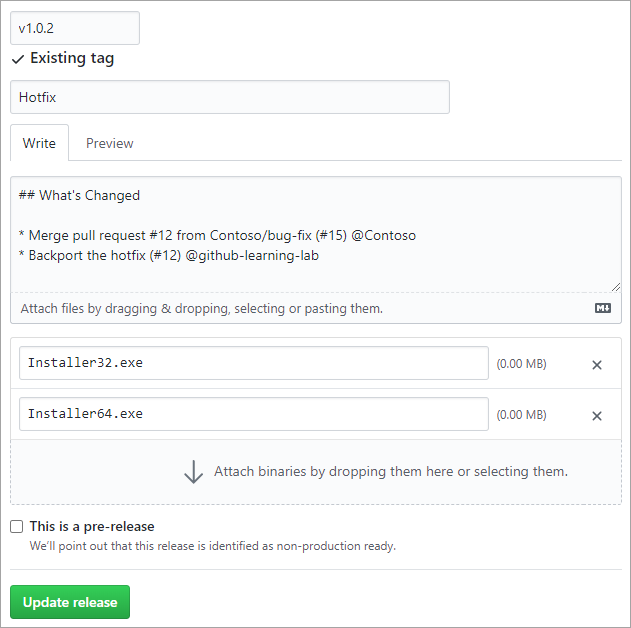 v1.0.2
Existing tag
Hotfix
Write Preview
## What's Changed
* Merge pull request #12 from Contoso/bug-fix (#15) @Contoso
* Backport the hotfix (#12) @github-learning-lab
Attach files by dragging & dropping, selecting or pasting them.
Installer32.exe (0.00 MB)
Installer64.exe (0.00 MB)
Attach binaries by dropping them here or selecting them.
This is a pre-release
We’ll point out that this release is identified as non-production ready.
Update release